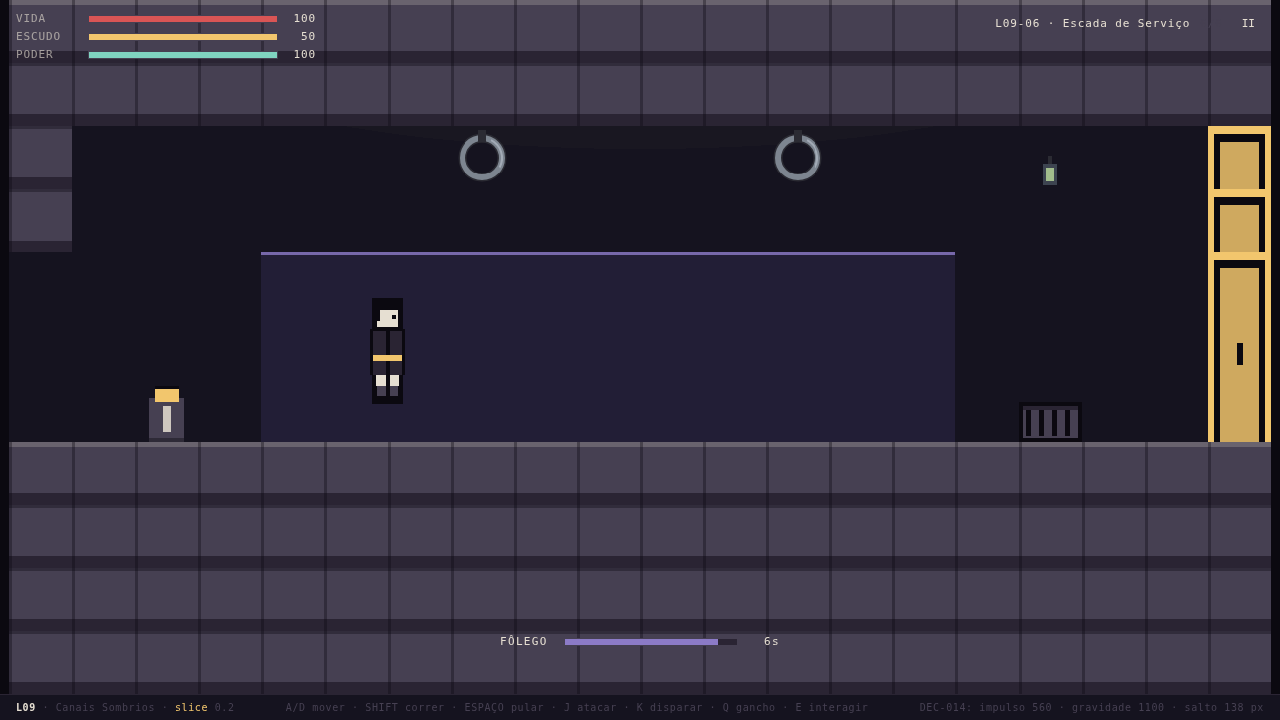 VIDA 100
ESCUDO 50
PODER 100
L09-06 · Escada de Serviço II
FÔLEGO 6s
L09 · Canais Sombrios · slice 0.2 A/D mover · SHIFT correr · ESPAÇO pular · J atacar · K disparar · Q gancho · E interagir DEC-014: impulso 560 · gravidade 1100 · salto 138 px